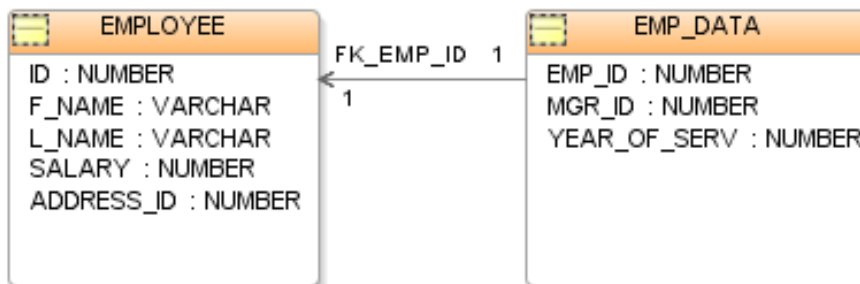 EMPLOYEE
ID : NUMBER
F_NAME : VARCHAR
L_NAME : VARCHAR
SALARY : NUMBER
ADDRESS_ID : NUMBER
FK_EMP_ID 1
1
EMP_DATA
EMP_ID : NUMBER
MGR_ID : NUMBER
YEAR_OF_SERV : NUMBER